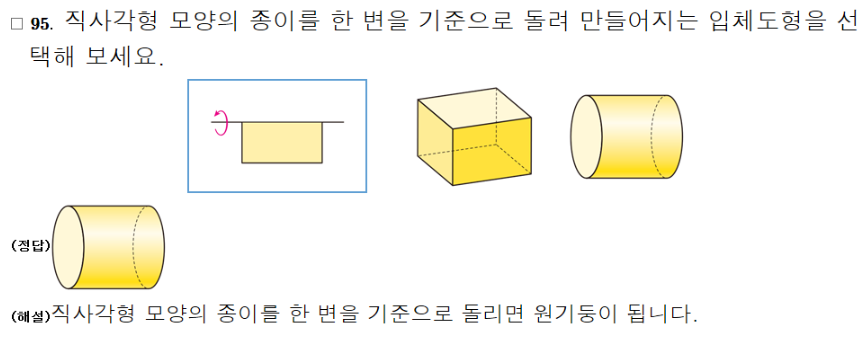 □ 95. 직사각형 모양의 종이를 한 변을 기준으로 돌려 만들어지는 입체도형을 선
택해 보세요.
(정답)
(해설)직사각형 모양의 종이를 한 변을 기준으로 돌리면 원기둥이 됩니다.